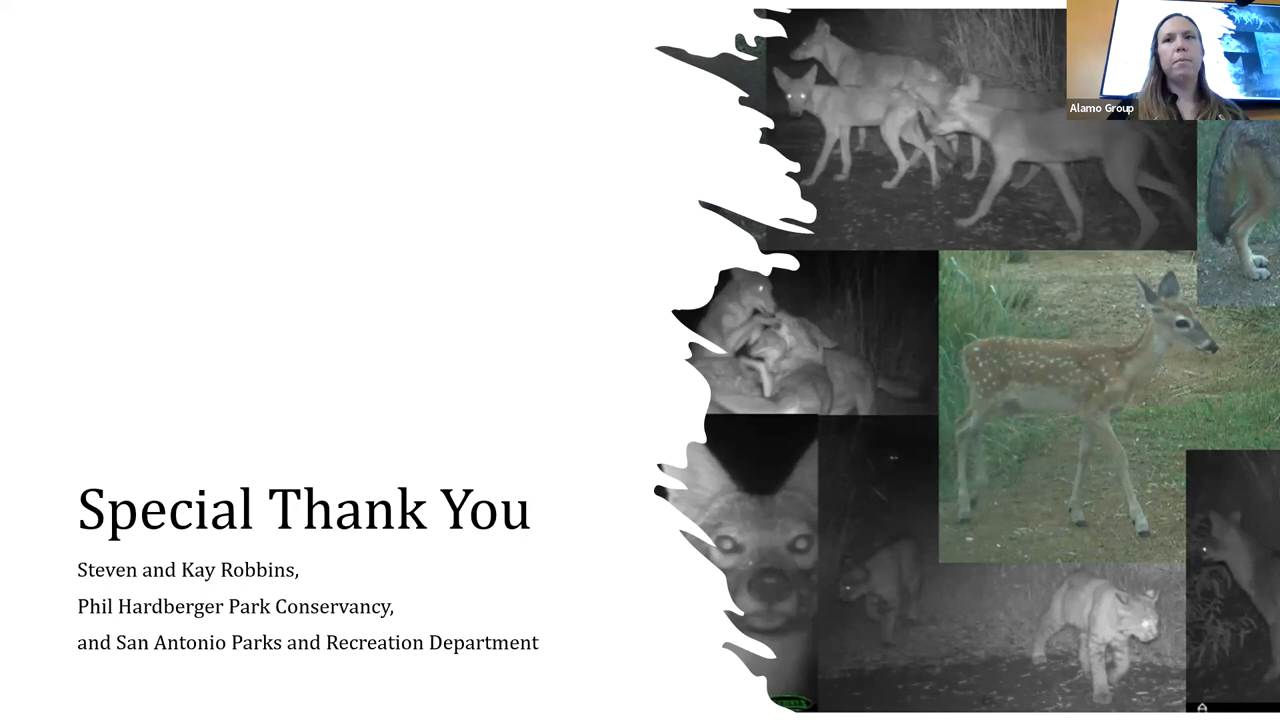 Alamo Group
Special Thank You
Steven and Kay Robbins,
Phil Hardberger Park Conservancy,
and San Antonio Parks and Recreation Department